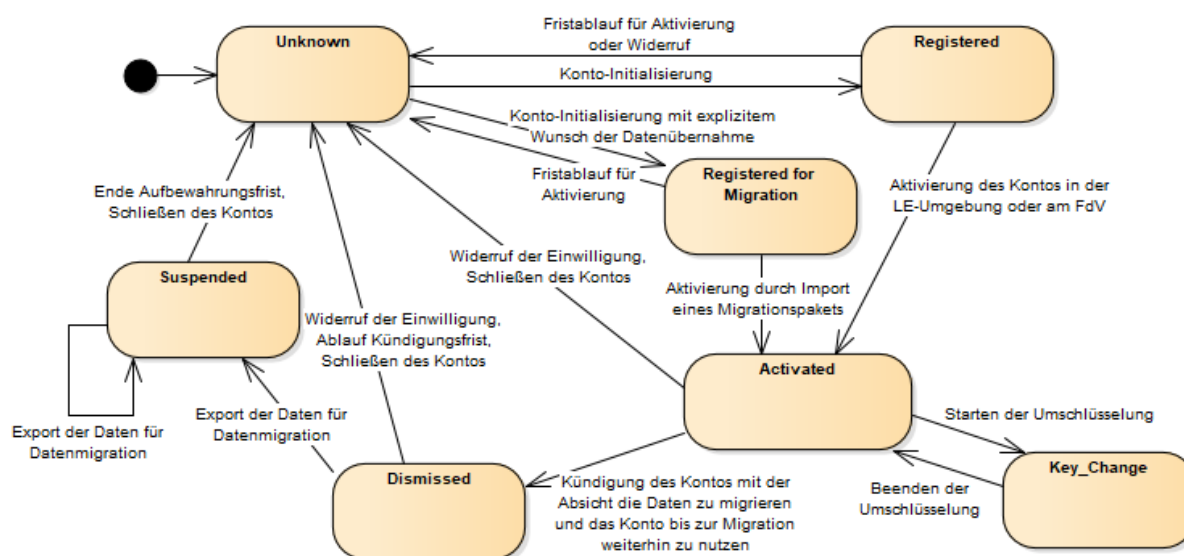 Unknown
Fristablauf für Aktivierung
oder Widerruf
Registered
Konto-Initialisierung
Konto-Initialisierung mit explizitem
Wunsch der Datenübernahme
Fristablauf für
Aktivierung
Registered for
Migration
Aktivierung des Kontos in der
LE-Umgebung oder am FdV
Ende Aufbewahrungsfrist,
Schließen des Kontos
Widerruf der Einwilligung,
Schließen des Kontos
Suspended
Aktivierung durch Import
eines Migrationspakets
Widerruf der Einwilligung,
Ablauf Kündigungsfrist,
Schließen des Kontos
Activated
Export der Daten für
Datenmigration
Export der Daten für
Datenmigration
Starten der Umschlüsselung
Dismissed
Kündigung des Kontos mit der
Absicht die Daten zu migrieren
und das Konto bis zur Migration
weiterhin zu nutzen
Key_Change
Beenden der
Umschlüsselung